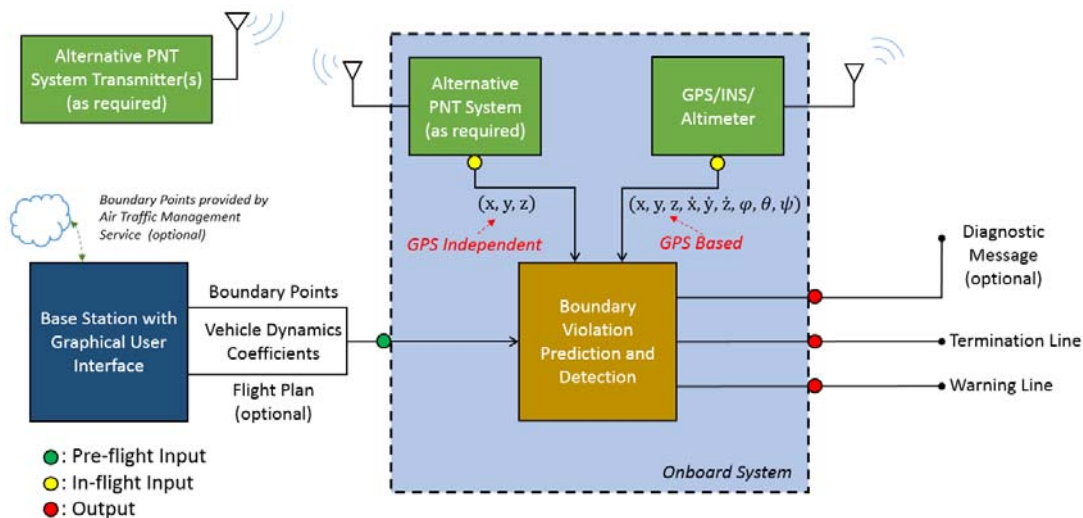 Alternative PNT
System Transmitter(s)
(as required)
Alternative
PNT System
(as required)
GPS/INS/
Altimeter
(x, y, z)
GPS Independent
(x, y, z, ẋ, ẏ, ż, φ, θ, ψ)
GPS Based
Boundary Points provided by
Air Traffic Management
Service (optional)
Base Station with
Graphical User
Interface
Boundary Points
Vehicle Dynamics
Coefficients
Flight Plan
(optional)
Boundary
Violation
Prediction and
Detection
Diagnostic
Message
(optional)
Termination Line
Warning Line
Onboard System
: Pre-flight Input
: In-flight Input
: Output